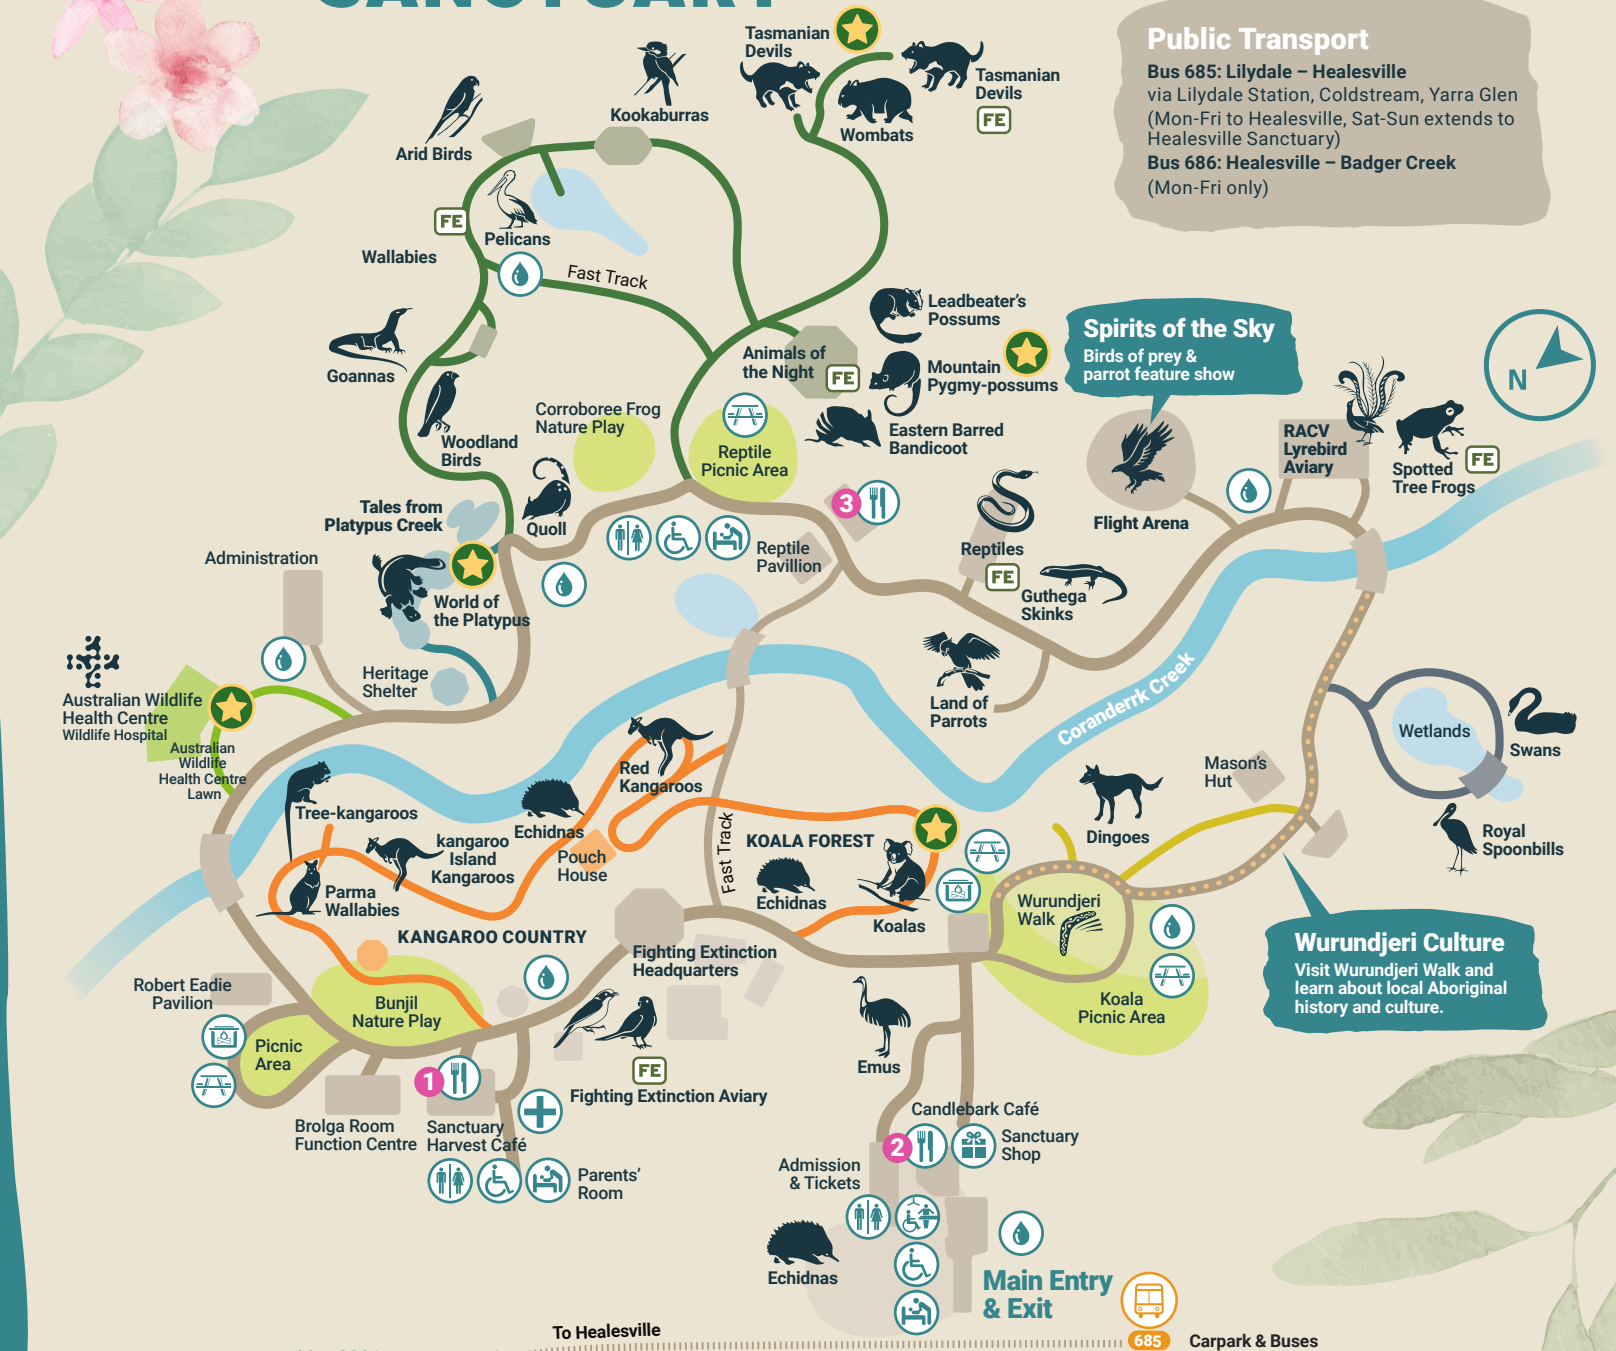 SANCTUARY
Public Transport
Bus 685: Lilydale – Healesville
via Lilydale Station, Coldstream, Yarra Glen
(Mon-Fri to Healesville, Sat-Sun extends to
Healesville Sanctuary)
Bus 686: Healesville – Badger Creek
(Mon-Fri only)
Tasmanian
Devils
Tasmanian
Devils
FE
Wombats
Kookaburras
Arid Birds
FE
Pelicans
Wallabies
Fast Track
Goannas
Woodland
Birds
Leadbeater's
Possums
Animals of
the Night
FE
Mountain
Pygmy-possums
Eastern Barred
Bandicoot
Spirits of the Sky
Birds of prey &
parrot feature show
N
Corroboree Frog
Nature Play
Reptile
Picnic Area
RACV
Lyrebird
Aviary
Spotted
Tree Frogs
FE
Flight Arena
3
Tales from
Platypus Creek
Quoll
Reptile
Pavillion
Reptiles
FE
Guthega
Skinks
Administration
World of
the Platypus
Heritage
Shelter
Land of
Parrots
Coranderrk Creek
Australian Wildlife
Health Centre
Wildlife Hospital
Australian
Wildlife
Health Centre
Lawn
Wetlands
Swans
Red
Kangaroos
Mason's
Hut
Tree-kangaroos
Echidnas
kangaroo
Island
Kangaroos
Pouch
House
Fast Track
KOALA FOREST
Dingoes
Royal
Spoonbills
Parma
Wallabies
Echidnas
Koalas
Wurundjeri
Walk
KANGAROO COUNTRY
Fighting Extinction
Headquarters
Wurundjeri Culture
Visit Wurundjeri Walk and
learn about local Aboriginal
history and culture.
Robert Eadie
Pavilion
Bunjil
Nature Play
Koala
Picnic Area
Picnic
Area
Emus
1
FE
Fighting Extinction Aviary
Brolga Room
Function Centre
Sanctuary
Harvest Café
Candlebark Café
2
Sanctuary
Shop
Parents'
Room
Admission
& Tickets
Echidnas
Main Entry
& Exit
To Healesville
685
Carpark & Buses